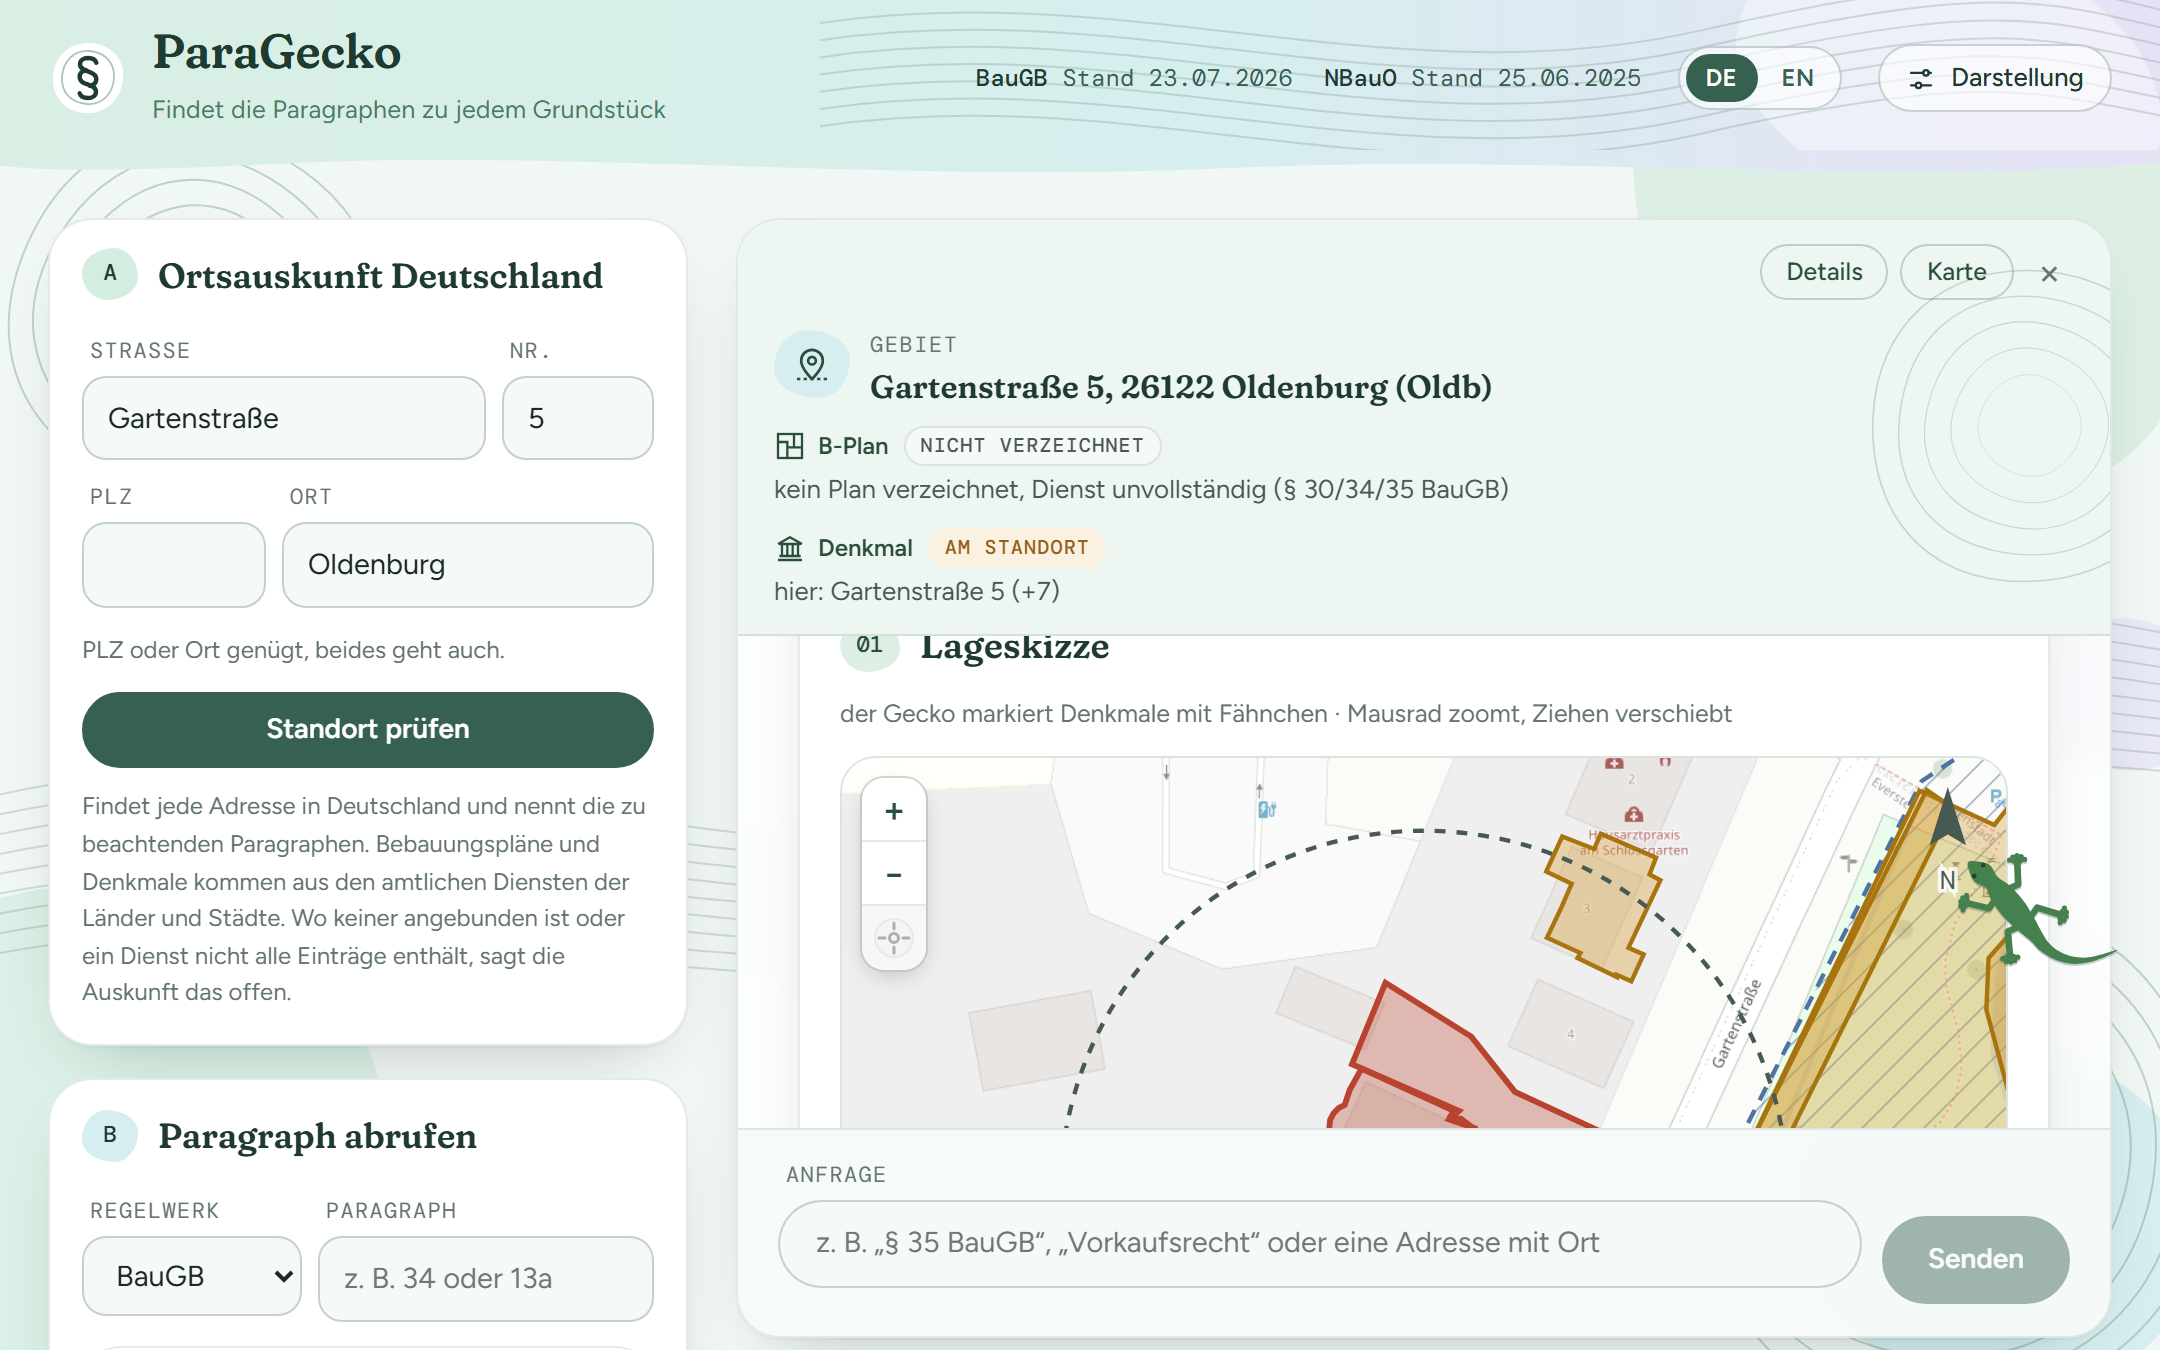 ParaGecko
Findet die Paragraphen zu jedem Grundstück
BauGB Stand 23.07.2026 NBauO Stand 25.06.2025
DE EN
Darstellung
A Ortsauskunft Deutschland
STRASSE NR.
Gartenstraße 5
PLZ ORT
Oldenburg
PLZ oder Ort genügt, beides geht auch.
Standort prüfen
Findet jede Adresse in Deutschland und nennt die zu
beachtenden Paragraphen. Bebauungspläne und
Denkmale kommen aus den amtlichen Diensten der
Länder und Städte. Wo keiner angebunden ist oder
ein Dienst nicht alle Einträge enthält, sagt die
Auskunft das offen.
B Paragraph abrufen
REGELWERK PARAGRAPH
BauGB z. B. 34 oder 13a
Details Karte ×
GEBIET
Gartenstraße 5, 26122 Oldenburg (Oldb)
B-Plan NICHT VERZEICHNET
kein Plan verzeichnet, Dienst unvollständig (§ 30/34/35 BauGB)
Denkmal AM STANDORT
hier: Gartenstraße 5 (+7)
01 Lageskizze
der Gecko markiert Denkmale mit Fähnchen · Mausrad zoomt, Ziehen verschiebt
+
−
2
Hausarztpraxis
am Schlossgarten
3
4
Gartenstraße
N
P
ANFRAGE
z. B. „§ 35 BauGB“, „Vorkaufsrecht“ oder eine Adresse mit Ort
Senden